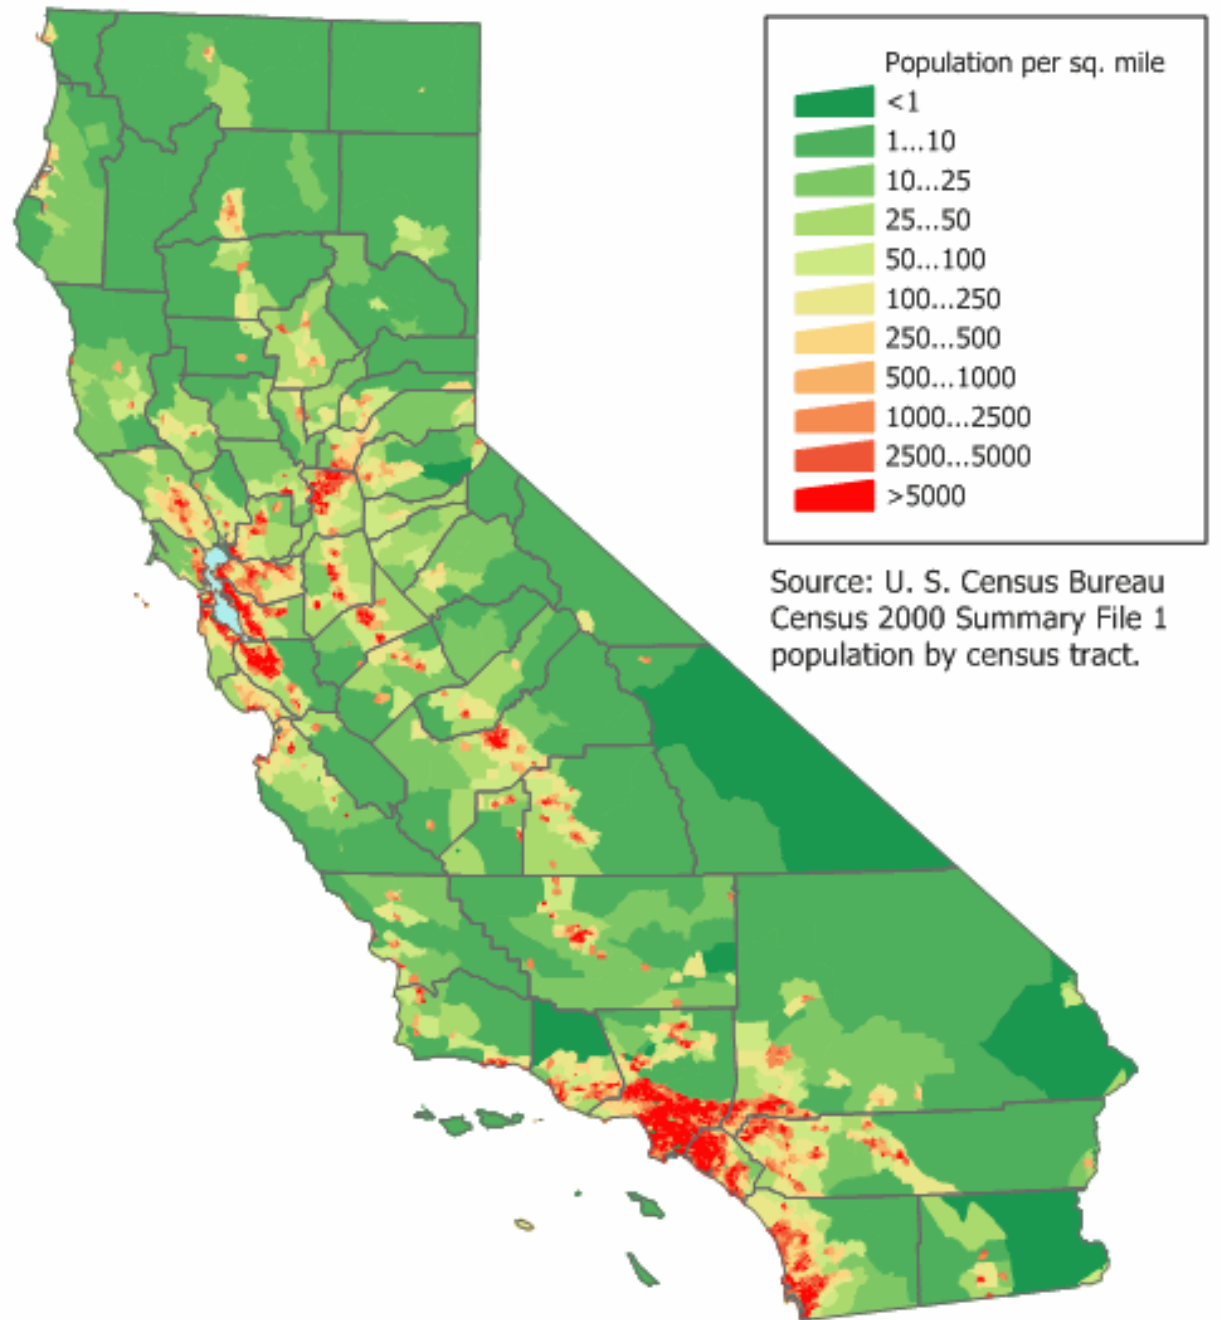 Population per sq. mile
<1
1...10
10...25
25...50
50...100
100...250
250...500
500...1000
1000...2500
2500...5000
>5000
Source: U. S. Census Bureau
Census 2000 Summary File 1
population by census tract.